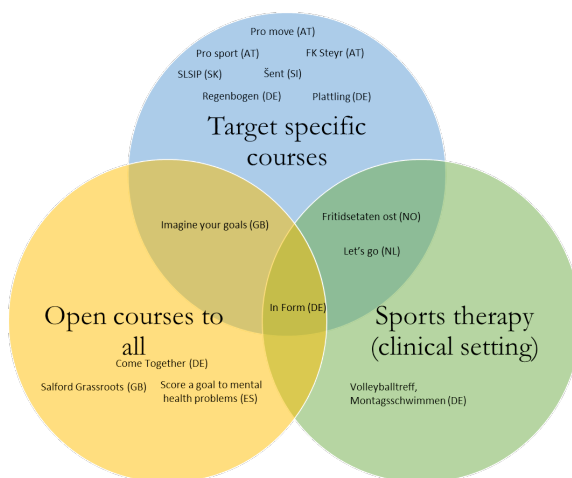 Pro move (AT)
Pro sport (AT)
FK Steyr (AT)
SLSIP (SK)
Šent (SI)
Regenbogen (DE)
Plattling (DE)
Target specific
courses
Imagine your goals (GB)
Fritidsetaten ost (NO)
Let's go (NL)
In Form (DE)
Open courses to
all
Come Together (DE)
Salford Grassroots (GB)
Score a goal to mental
health problems (ES)
Sports therapy
(clinical setting)
Volleyballtreff,
Montagsschwimmen (DE)